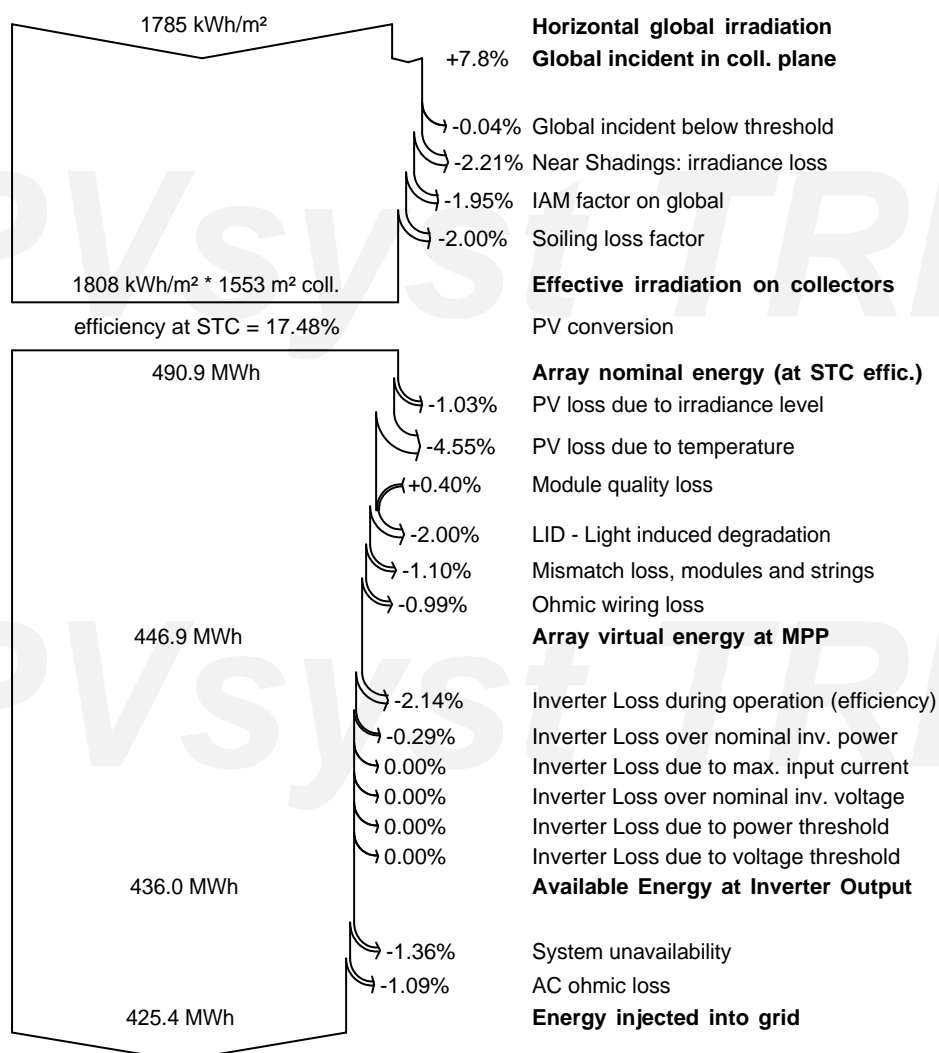 1785 kWh/m² Horizontal global irradiation
+7.8% Global incident in coll. plane
-0.04% Global incident below threshold
-2.21% Near Shadings: irradiance loss
-1.95% IAM factor on global
-2.00% Soiling loss factor
1808 kWh/m² * 1553 m² coll. Effective irradiation on collectors
efficiency at STC = 17.48% PV conversion
490.9 MWh Array nominal energy (at STC effic.)
-1.03% PV loss due to irradiance level
-4.55% PV loss due to temperature
+0.40% Module quality loss
-2.00% LID - Light induced degradation
-1.10% Mismatch loss, modules and strings
-0.99% Ohmic wiring loss
446.9 MWh Array virtual energy at MPP
-2.14% Inverter Loss during operation (efficiency)
-0.29% Inverter Loss over nominal inv. power
0.00% Inverter Loss due to max. input current
0.00% Inverter Loss over nominal inv. voltage
0.00% Inverter Loss due to power threshold
0.00% Inverter Loss due to voltage threshold
436.0 MWh Available Energy at Inverter Output
-1.36% System unavailability
-1.09% AC ohmic loss
425.4 MWh Energy injected into grid
PVsyst TRI
PVsyst TRI